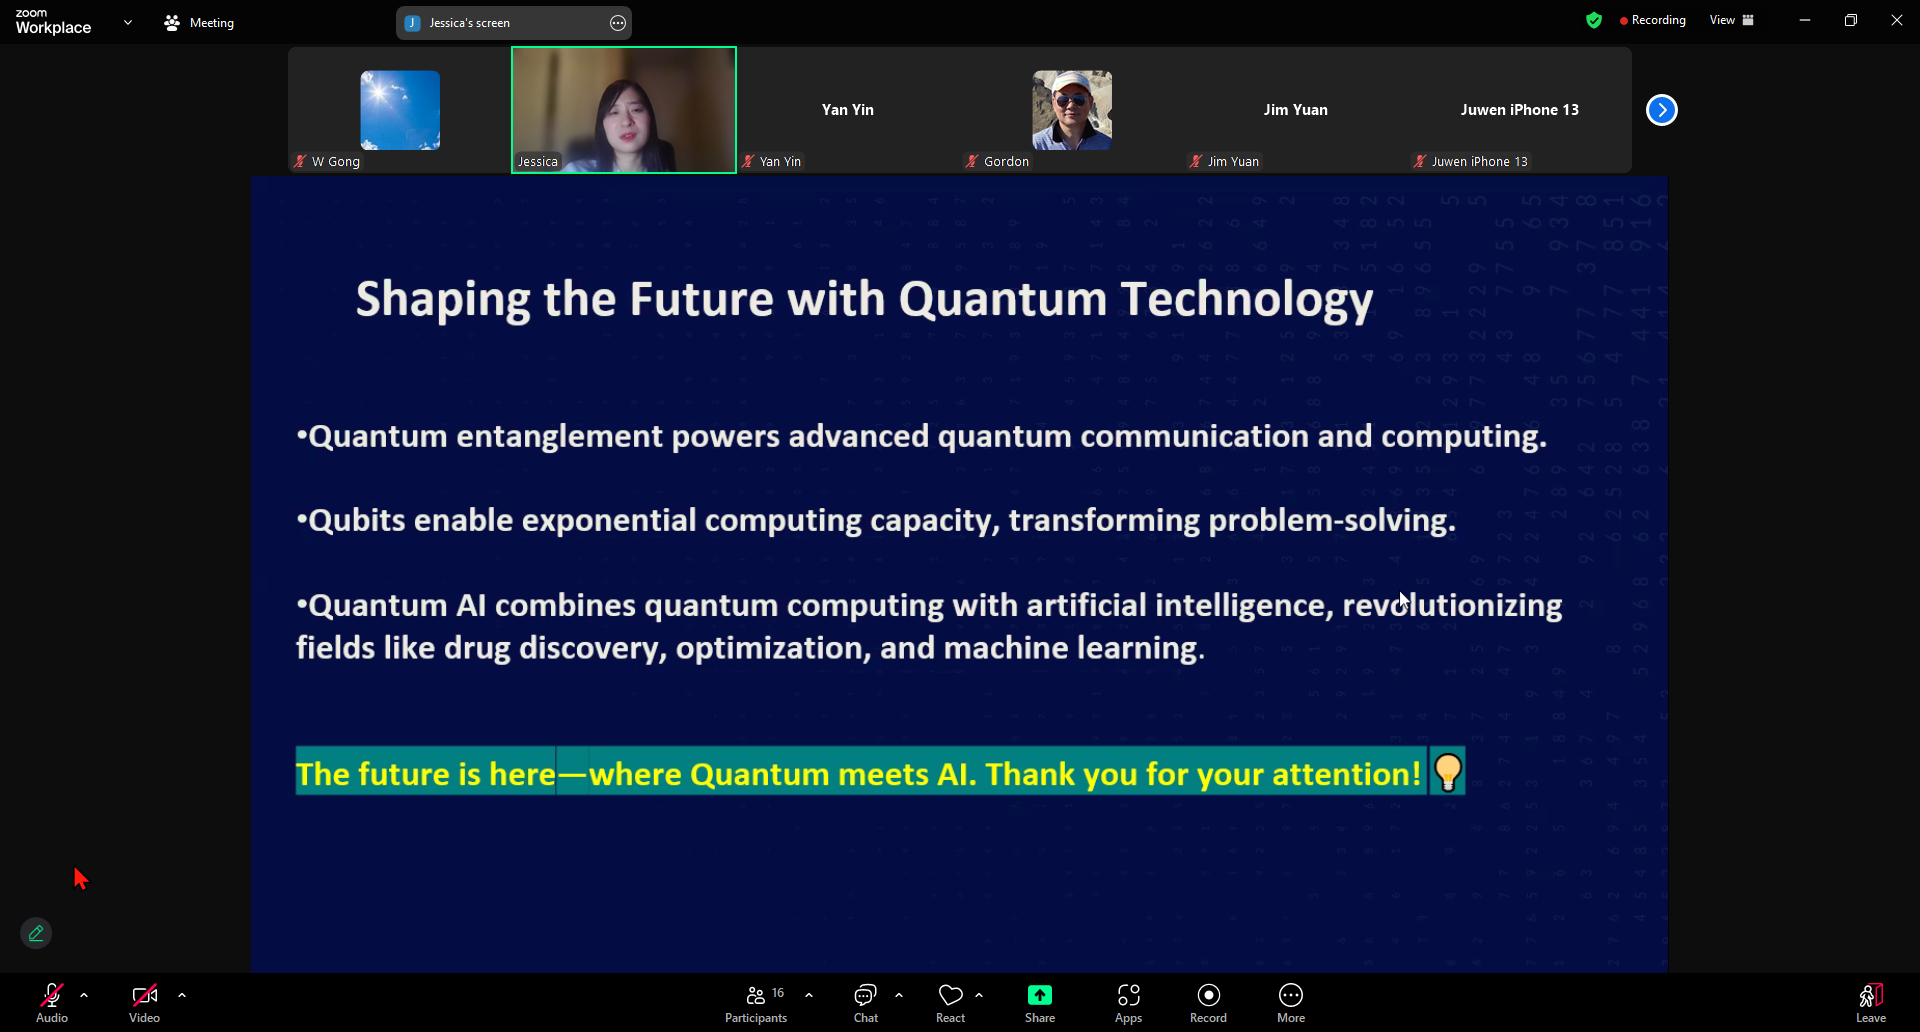 zoom
Workplace
Meeting
J
Jessica's screen
Recording
View
W Gong
Jessica
Yan Yin
Yan Yin
Gordon
Jim Yuan
Jim Yuan
Juwen iPhone 13
Juwen iPhone 13
Shaping the Future with Quantum Technology
•Quantum entanglement powers advanced quantum communication and computing.
•Qubits enable exponential computing capacity, transforming problem-solving.
•Quantum AI combines quantum computing with artificial intelligence, revolutionizing
fields like drug discovery, optimization, and machine learning.
The future is here—where Quantum meets AI. Thank you for your attention!
Audio
Video
16
Participants
Chat
React
Share
Apps
Record
More
Leave